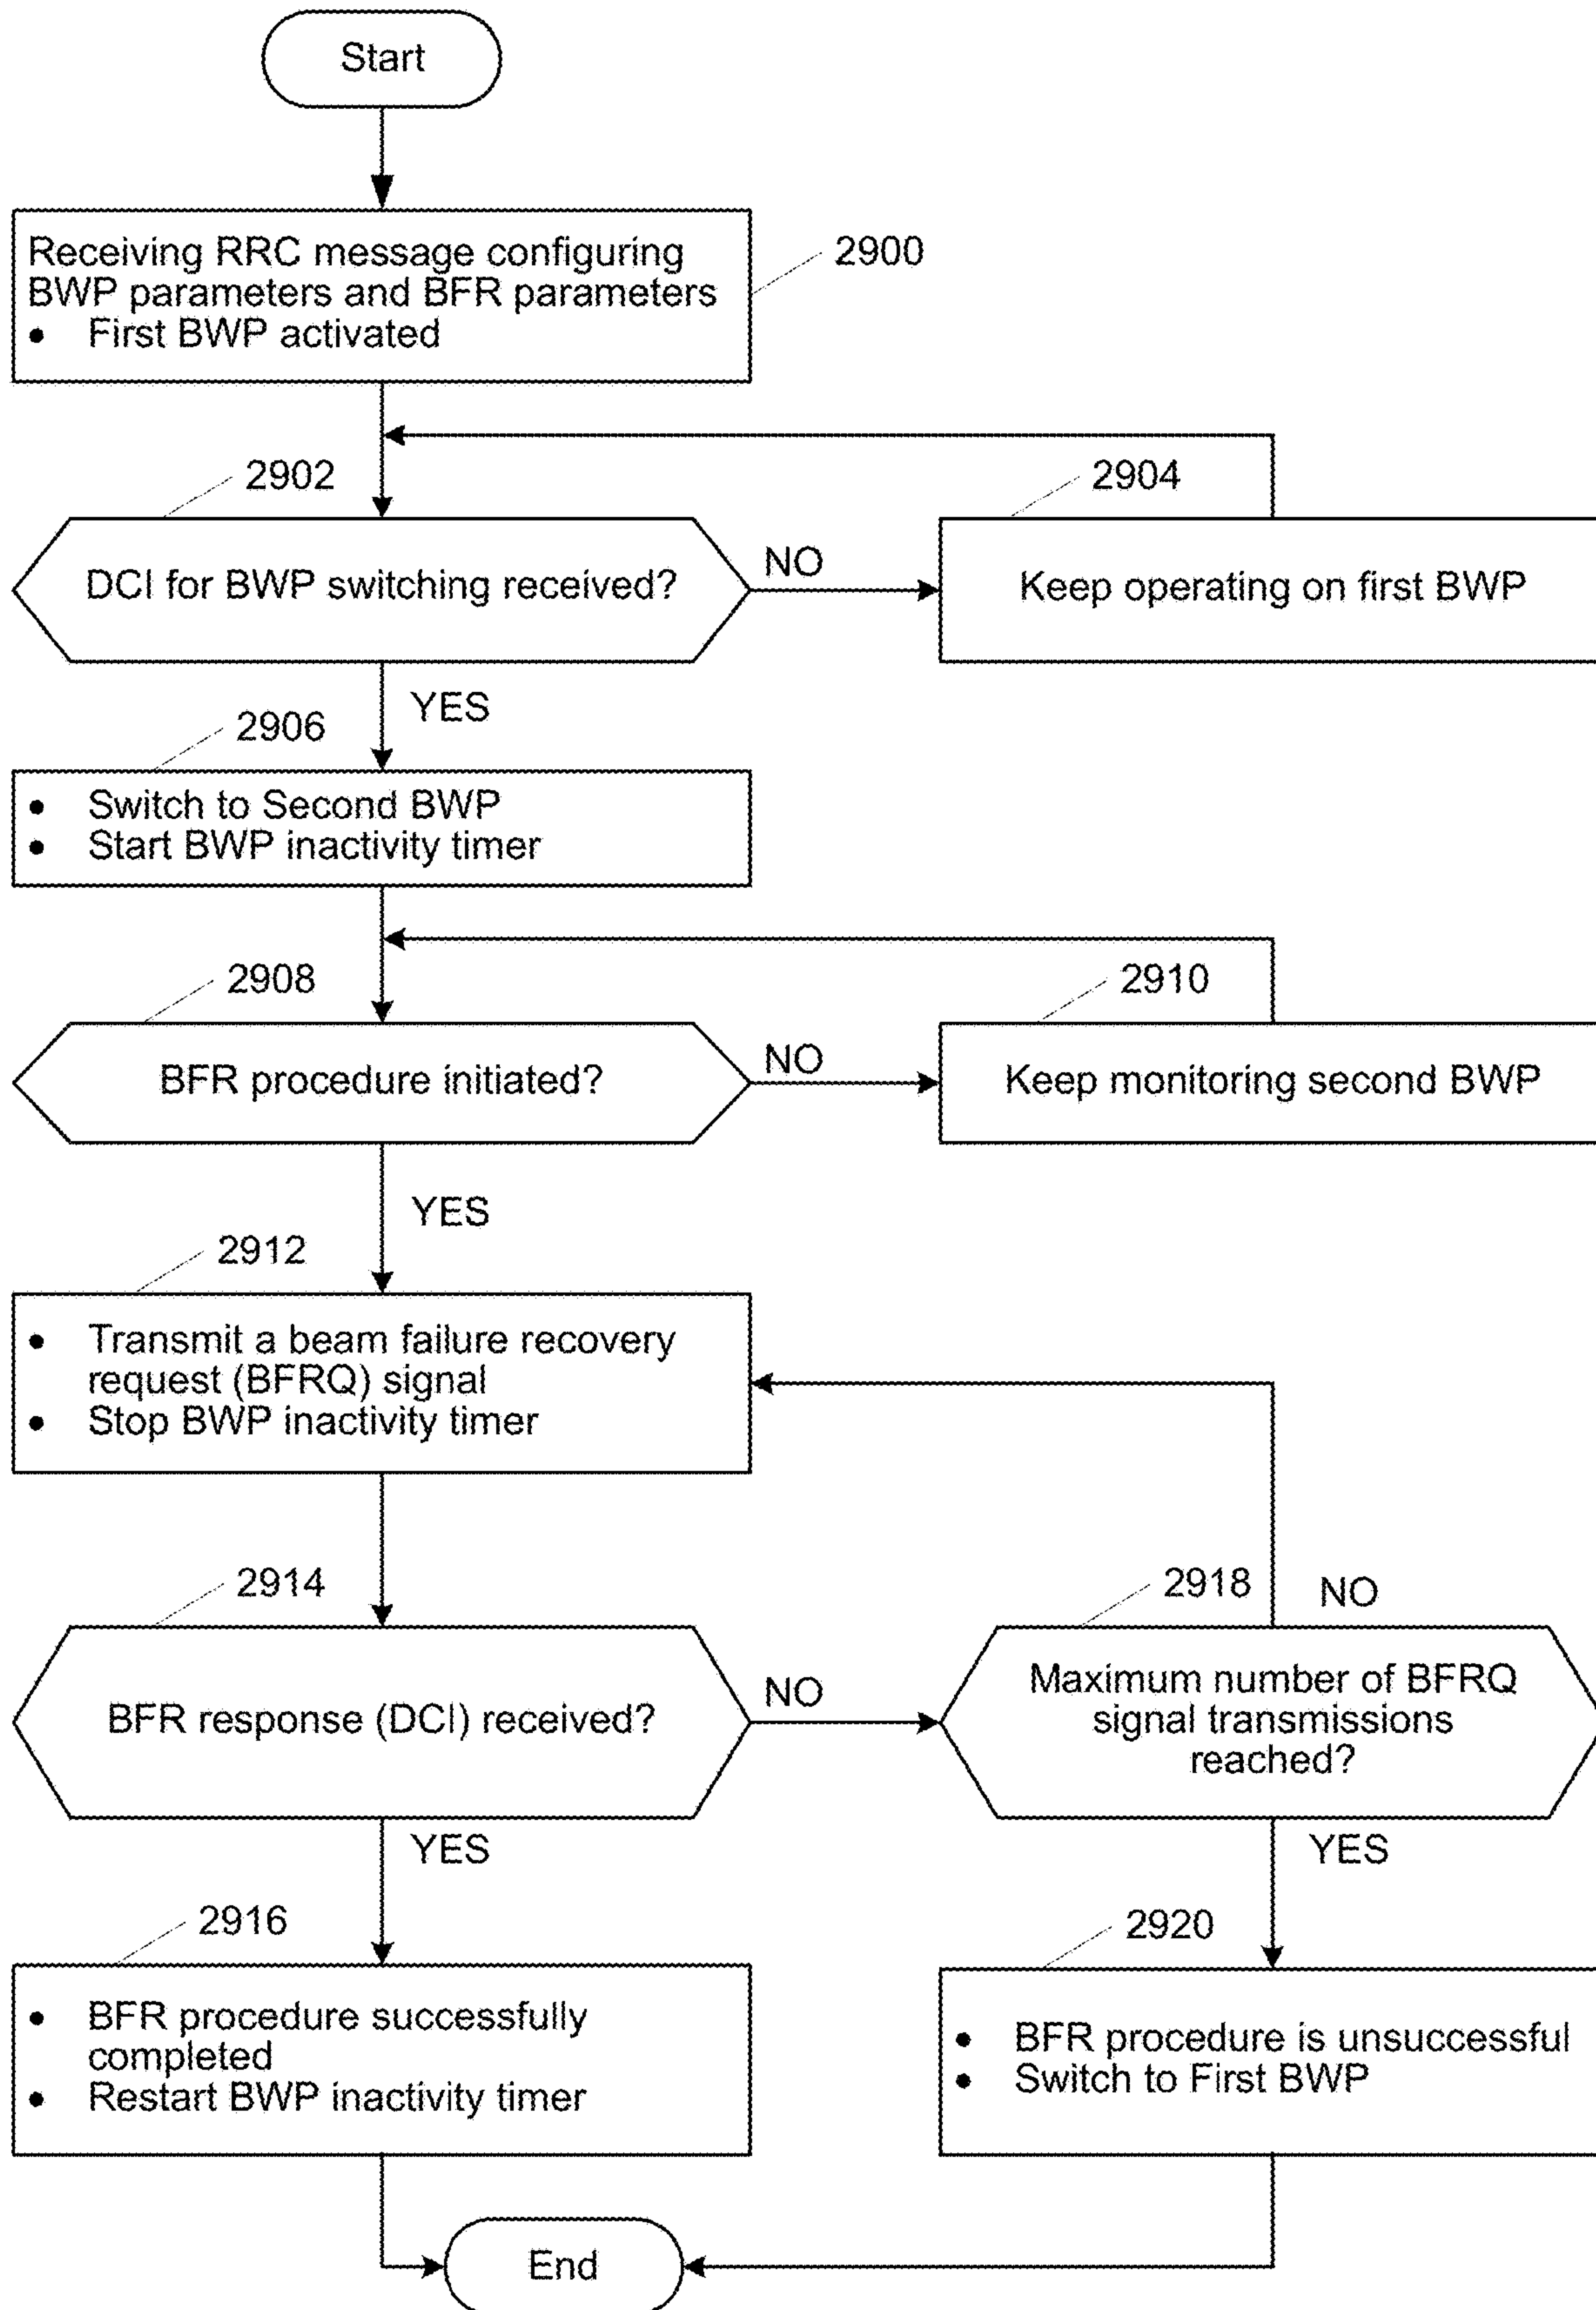 Start
Receiving RRC message configuring
BWP parameters and BFR parameters
• First BWP activated
2900
2902
2904
DCI for BWP switching received?
NO
Keep operating on first BWP
YES
2906
• Switch to Second BWP
• Start BWP inactivity timer
2908
2910
BFR procedure initiated?
NO
Keep monitoring second BWP
YES
2912
• Transmit a beam failure recovery
request (BFRQ) signal
• Stop BWP inactivity timer
2914
2918
NO
BFR response (DCI) received?
NO
Maximum number of BFRQ
signal transmissions
reached?
YES
YES
2916
2920
• BFR procedure successfully
completed
• Restart BWP inactivity timer
• BFR procedure is unsuccessful
• Switch to First BWP
End